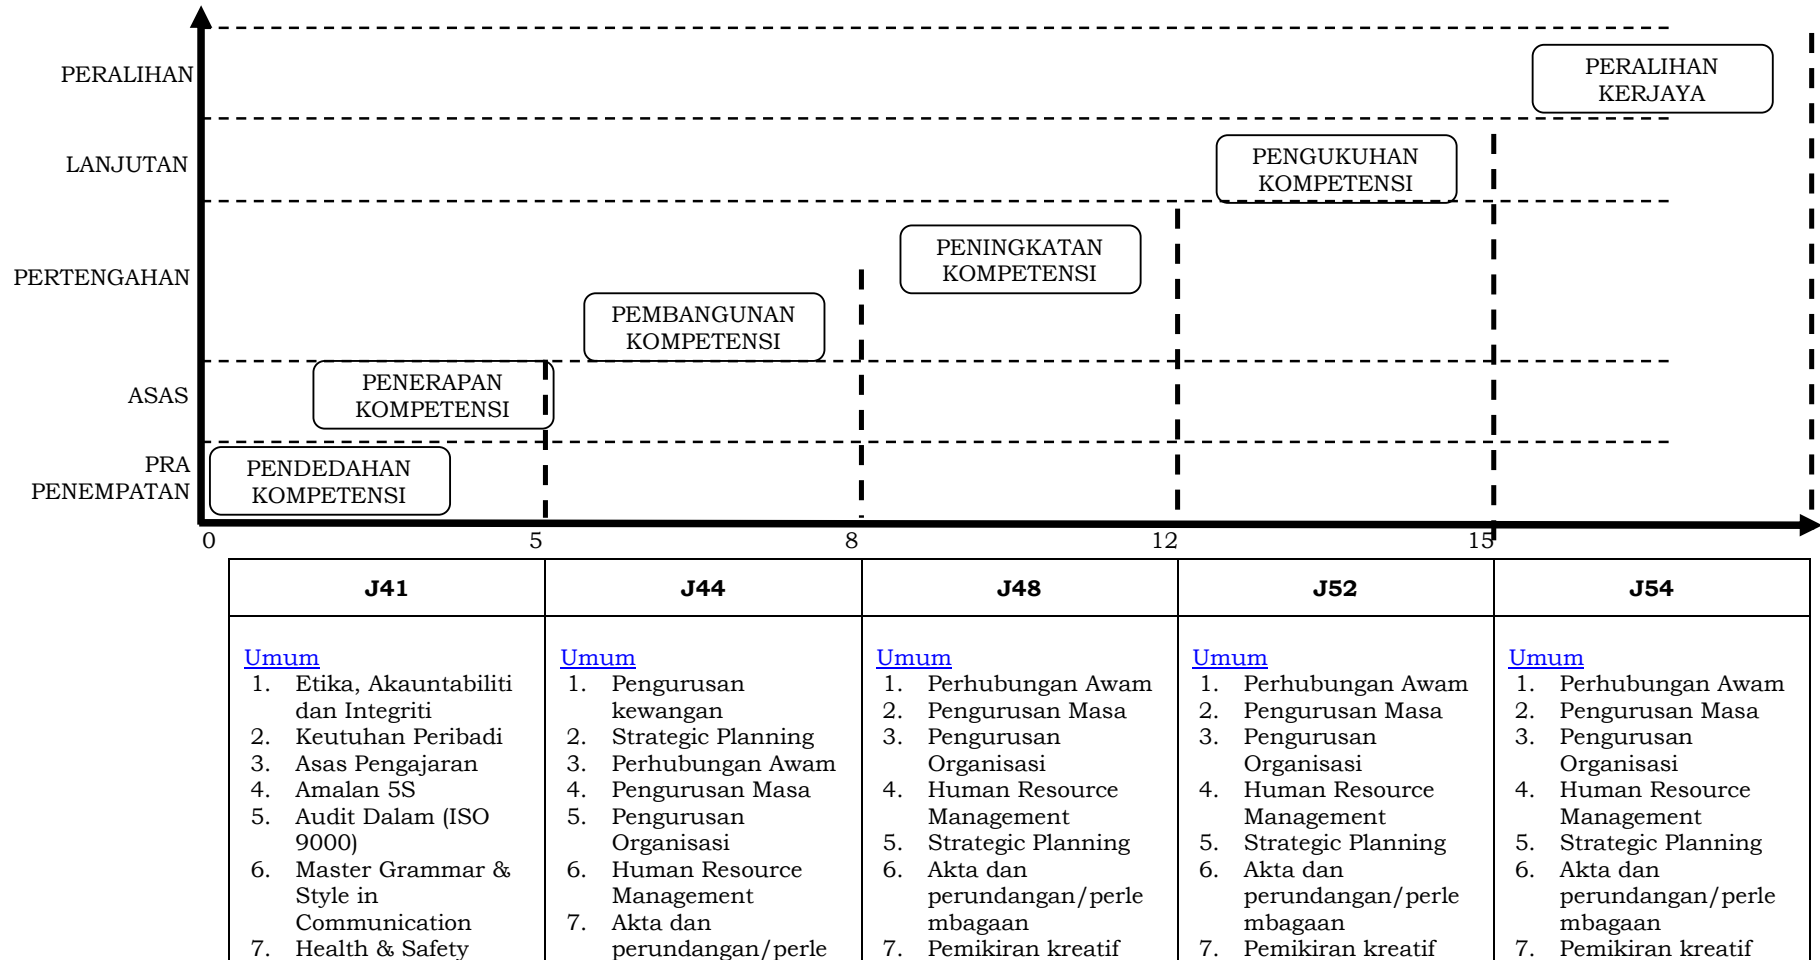 PERALIHAN
PERALIHAN
KERJAYA
LANJUTAN
PENGUKUHAN
KOMPETENSI
PERTENGAHAN
PENINGKATAN
KOMPETENSI
PEMBANGUNAN
KOMPETENSI
ASAS
PENERAPAN
KOMPETENSI
PRA
PENEMPATAN
PENDEDAHAN
KOMPETENSI
0 5 8 12 15
J41 J44 J48 J52 J54
Umum
1. Etika, Akauntabiliti
dan Integriti
2. Keutuhan Peribadi
3. Asas Pengajaran
4. Amalan 5S
5. Audit Dalam (ISO
9000)
6. Master Grammar &
Style in
Communication
7. Health & Safety
Umum
1. Pengurusan
kewangan
2. Strategic Planning
3. Perhubungan Awam
4. Pengurusan Masa
5. Pengurusan
Organisasi
6. Human Resource
Management
7. Akta dan
perundangan/perle
Umum
1. Perhubungan Awam
2. Pengurusan Masa
3. Pengurusan
Organisasi
4. Human Resource
Management
5. Strategic Planning
6. Akta dan
perundangan/perle
mbagaan
7. Pemikiran kreatif
Umum
1. Perhubungan Awam
2. Pengurusan Masa
3. Pengurusan
Organisasi
4. Human Resource
Management
5. Strategic Planning
6. Akta dan
perundangan/perle
mbagaan
7. Pemikiran kreatif
Umum
1. Perhubungan Awam
2. Pengurusan Masa
3. Pengurusan
Organisasi
4. Human Resource
Management
5. Strategic Planning
6. Akta dan
perundangan/perle
mbagaan
7. Pemikiran kreatif